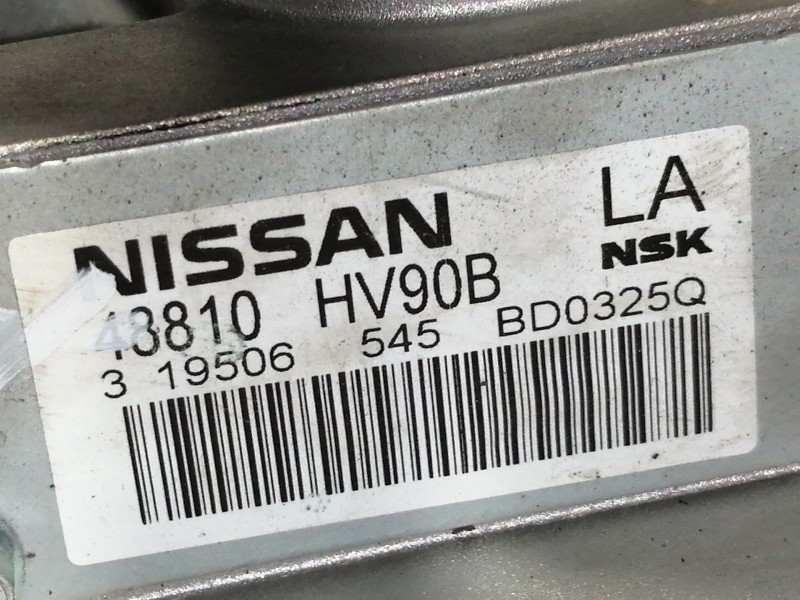 NISSAN LA
NSK
48810 HV90B
3 19506 545 BD0325Q